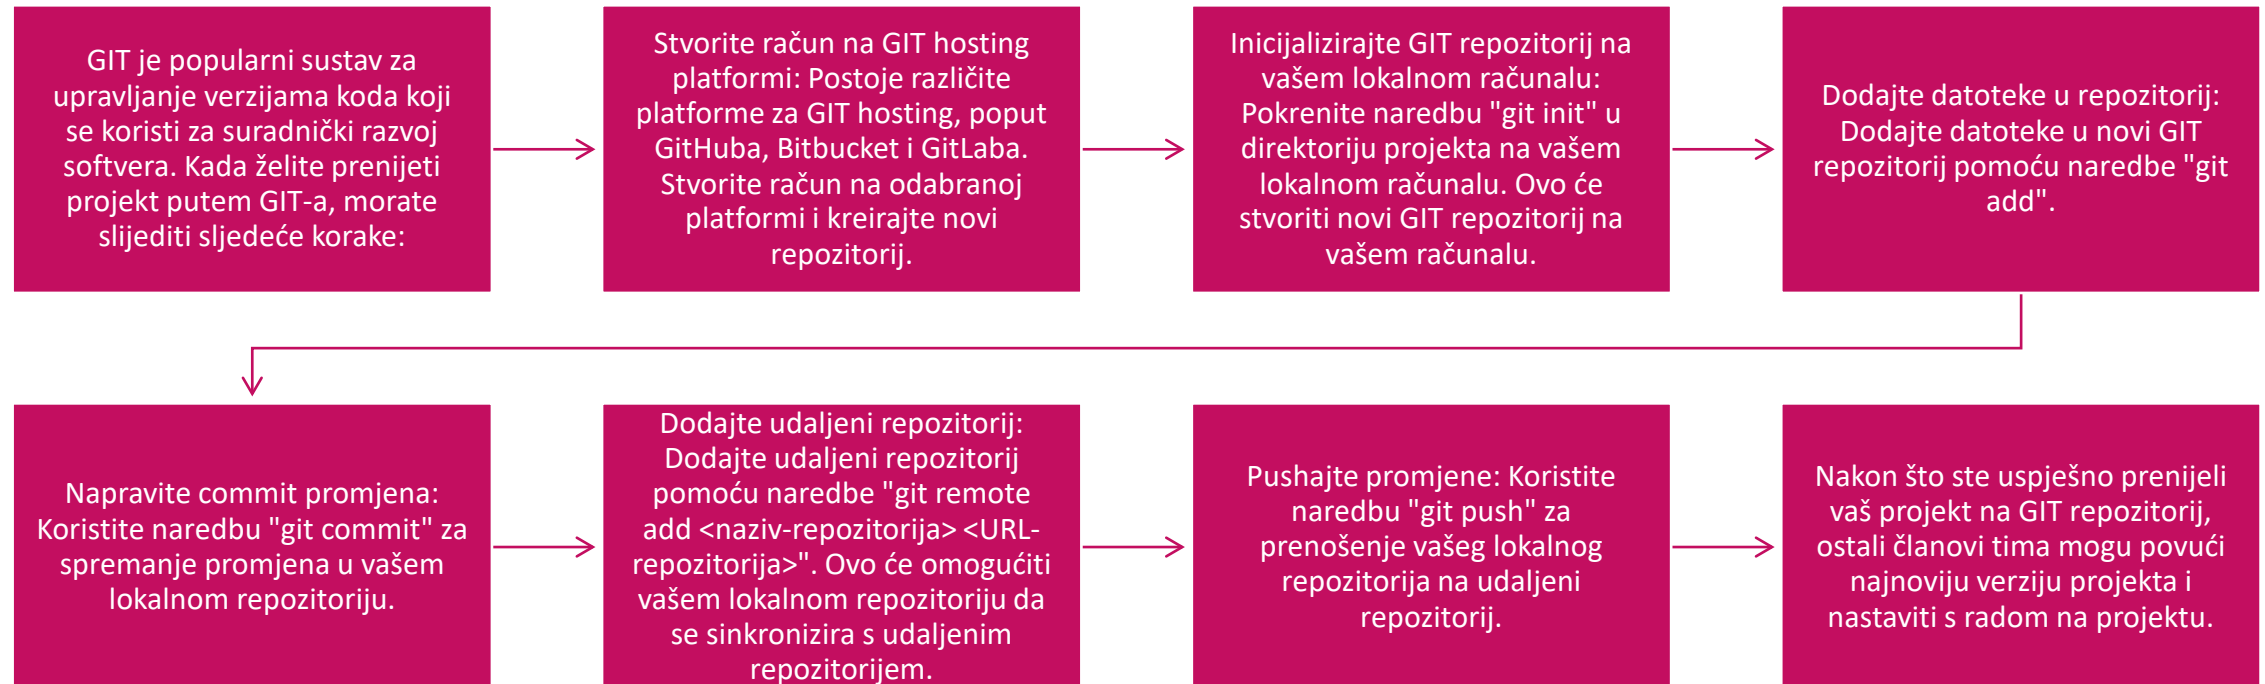 GIT je popularni sustav za
upravljanje verzijama koda koji
se koristi za suradnički razvoj
softvera. Kada želite prenijeti
projekt putem GIT-a, morate
slijediti sljedeće korake:
Stvorite račun na GIT hosting
platformi: Postoje različite
platforme za GIT hosting, poput
GitHuba, Bitbucket i GitLaba.
Stvorite račun na odabranoj
platformi i kreirajte novi
repozitorij.
Inicijalizirajte GIT repozitorij na
vašem lokalnom računalu:
Pokrenite naredbu "git init" u
direktoriju projekta na vašem
lokalnom računalu. Ovo će
stvoriti novi GIT repozitorij na
vašem računalu.
Dodajte datoteke u repozitorij:
Dodajte datoteke u novi GIT
repozitorij pomoću naredbe "git
add".
Napravite commit promjena:
Koristite naredbu "git commit" za
spremanje promjena u vašem
lokalnom repozitoriju.
Dodajte udaljeni repozitorij:
Dodajte udaljeni repozitorij
pomoću naredbe "git remote
add <naziv-repozitorija> <URL-
repozitorija>". Ovo će omogućiti
vašem lokalnom repozitoriju da
se sinkronizira s udaljenim
repozitorijem.
Pushajte promjene: Koristite
naredbu "git push" za
prenošenje vašeg lokalnog
repozitorija na udaljeni
repozitorij.
Nakon što ste uspješno prenijeli
vaš projekt na GIT repozitorij,
ostali članovi tima mogu povući
najnoviju verziju projekta i
nastaviti s radom na projektu.